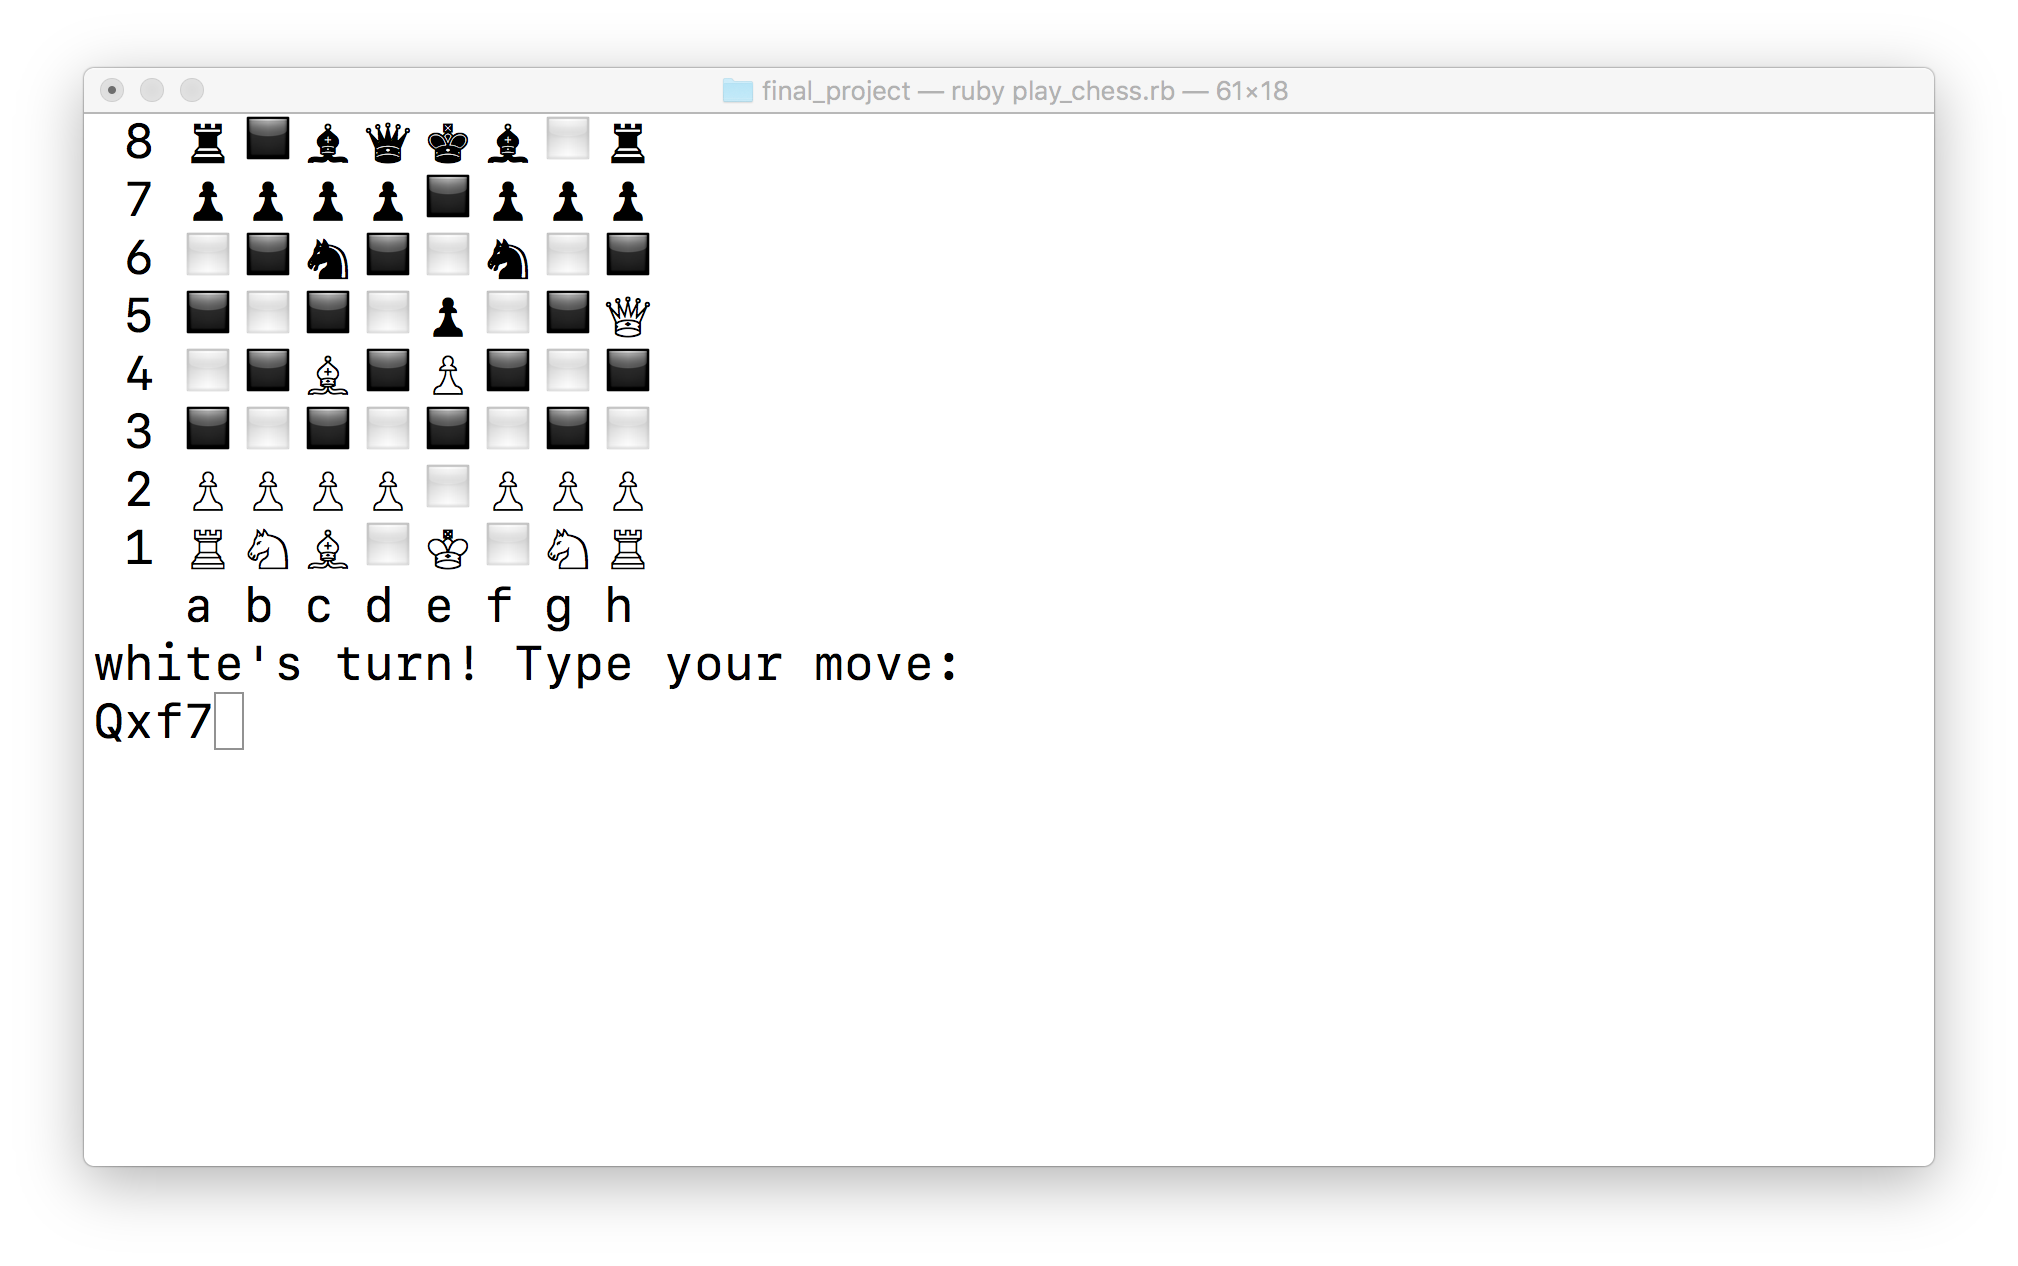 final_project — ruby play_chess.rb — 61×18
8 ♜ ⬛ ♝ ♛ ♚ ♝ ⬜ ♜
7 ♟ ♟ ♟ ♟ ⬛ ♟ ♟ ♟
6 ⬜ ⬛ ♞ ⬛ ⬜ ♞ ⬜ ⬛
5 ⬛ ⬜ ⬛ ⬜ ♟ ⬜ ⬛ ♕
4 ⬜ ⬛ ♗ ⬛ ♙ ⬛ ⬜ ⬛
3 ⬛ ⬜ ⬛ ⬜ ⬛ ⬜ ⬛ ⬜
2 ♙ ♙ ♙ ♙ ⬜ ♙ ♙ ♙
1 ♖ ♘ ♗ ⬜ ♔ ⬜ ♘ ♖
a b c d e f g h
white's turn! Type your move:
Qxf7